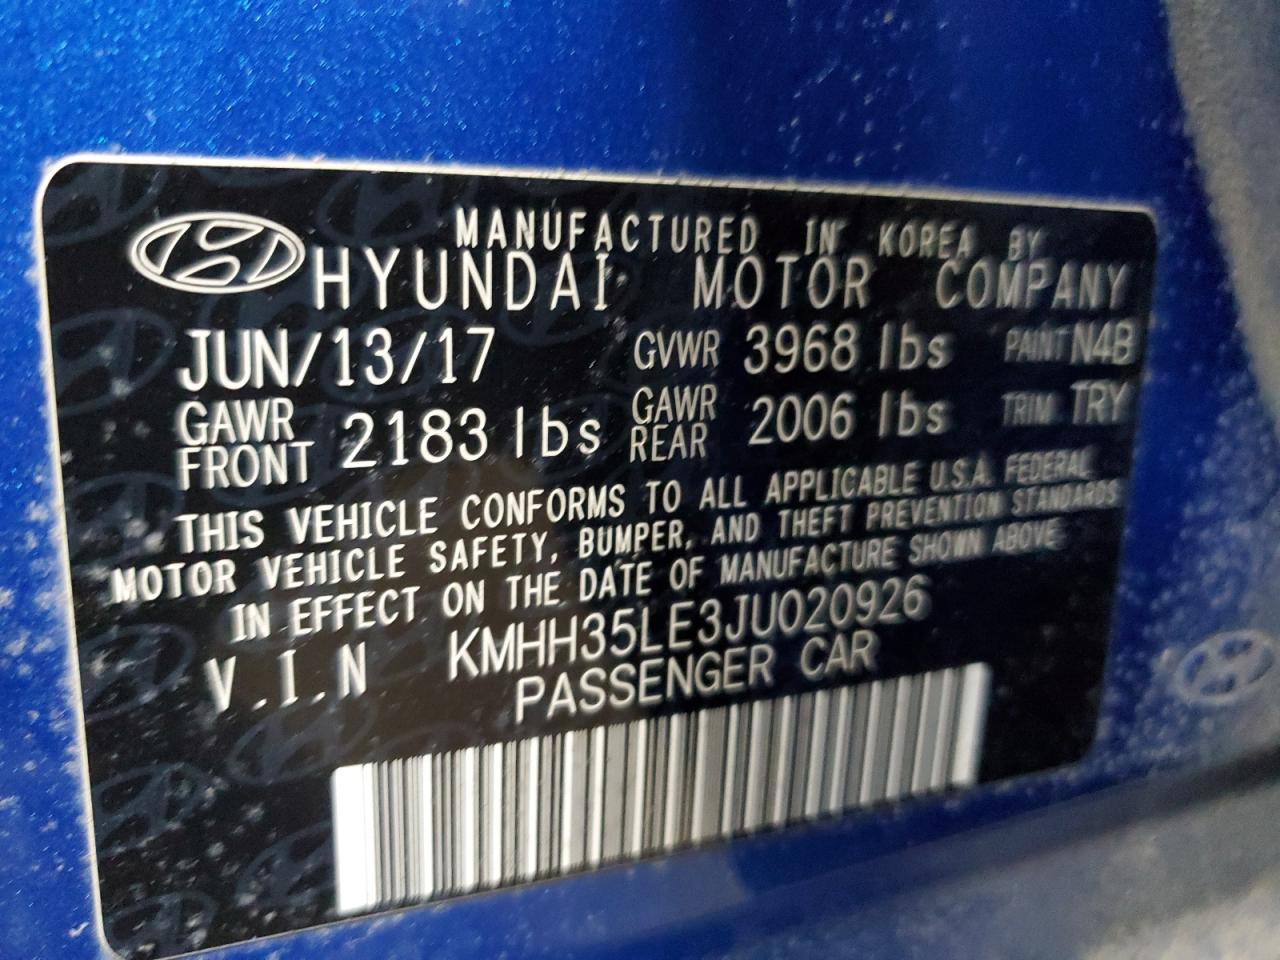 MANUFACTURED IN KOREA BY
HYUNDAI MOTOR COMPANY
JUN/13/17 GVWR 3968 lbs PAINT N4B
GAWR FRONT 2183 lbs GAWR REAR 2006 lbs TRIM TRY
THIS VEHICLE CONFORMS TO ALL APPLICABLE U.S.A. FEDERAL
MOTOR VEHICLE SAFETY, BUMPER, AND THEFT PREVENTION STANDARDS
IN EFFECT ON THE DATE OF MANUFACTURE SHOWN ABOVE
V.I.N KMHH35LE3JU020926
PASSENGER CAR